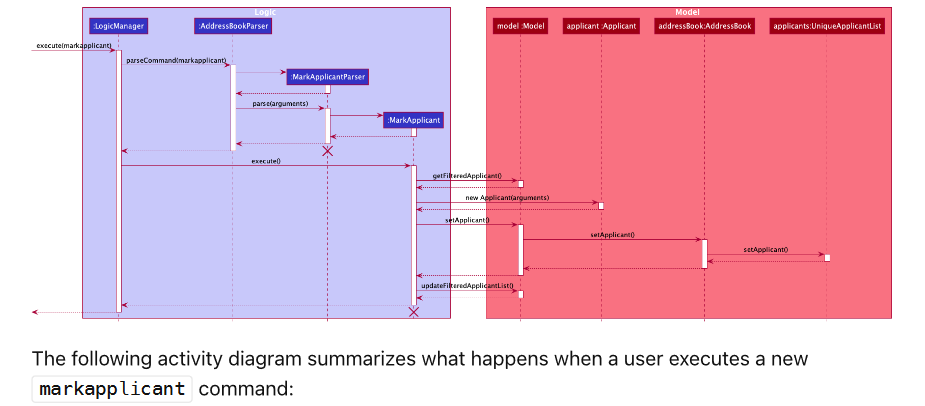 Logic
Model
:LogicManager
:AddressBookParser
model :Model
applicant :Applicant
addressBook:AddressBook
applicants:UniqueApplicantList
execute(markapplicant)
parseCommand(markapplicant)
:MarkApplicantParser
parse(arguments)
:MarkApplicant
execute()
getFilteredApplicant()
new Applicant(arguments)
setApplicant()
setApplicant()
setApplicant()
updateFilteredApplicantList()
The following activity diagram summarizes what happens when a user executes a new
markapplicant command: